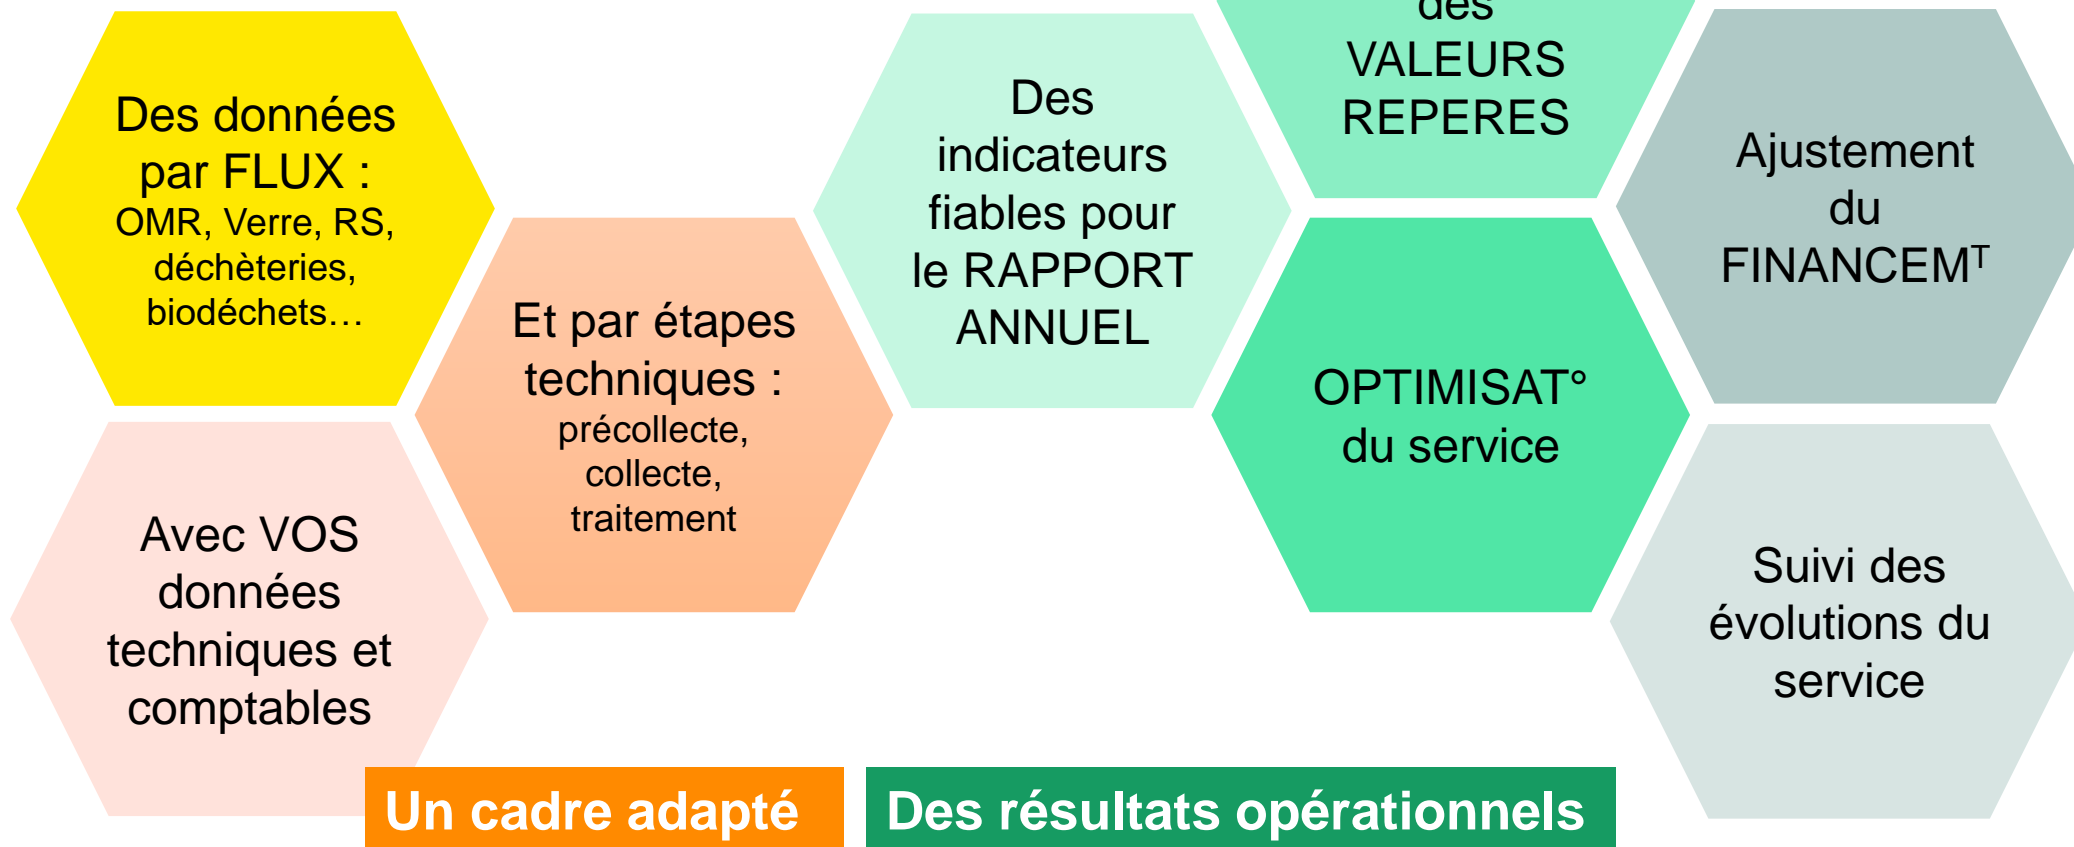 Des données
par FLUX :
OMR, Verre, RS,
déchèteries,
biodéchets…
Avec VOS
données
techniques et
comptables
Et par étapes
techniques :
précollecte,
collecte,
traitement
Des
indicateurs
fiables pour
le RAPPORT
ANNUEL
des
VALEURS
REPERES
OPTIMISAT°
du service
Ajustement
du
FINANCEMᵀ
Suivi des
évolutions du
service
Un cadre adapté
Des résultats opérationnels